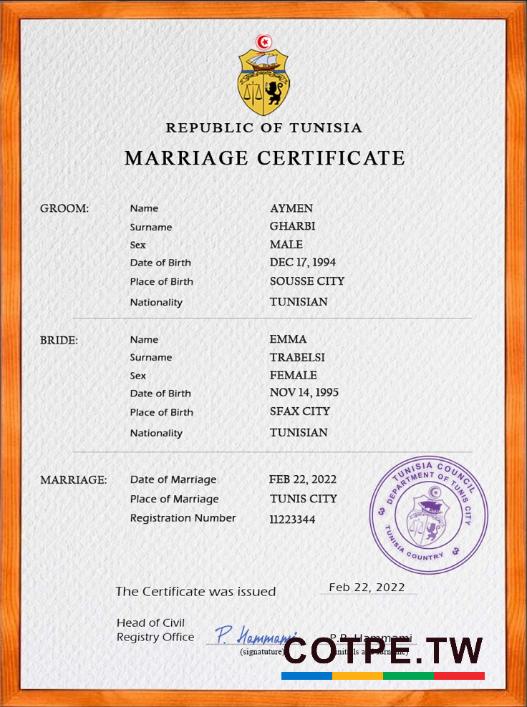 REPUBLIC OF TUNISIA
MARRIAGE CERTIFICATE
GROOM: Name AYMEN
Surname GHARBI
Sex MALE
Date of Birth DEC 17, 1994
Place of Birth SOUSSE CITY
Nationality TUNISIAN
BRIDE: Name EMMA
Surname TRABELSI
Sex FEMALE
Date of Birth NOV 14, 1995
Place of Birth SFAX CITY
Nationality TUNISIAN
MARRIAGE: Date of Marriage FEB 22, 2022
Place of Marriage TUNIS CITY
Registration Number 11223344
TUNISIA COUNCIL
DEPARTMENT OF TUNIS CITY
TUNISIA COUNTRY
The Certificate was issued Feb 22, 2022
Head of Civil
Registry Office P. Hammami Hammami
(signatuture)
COTPE.TW